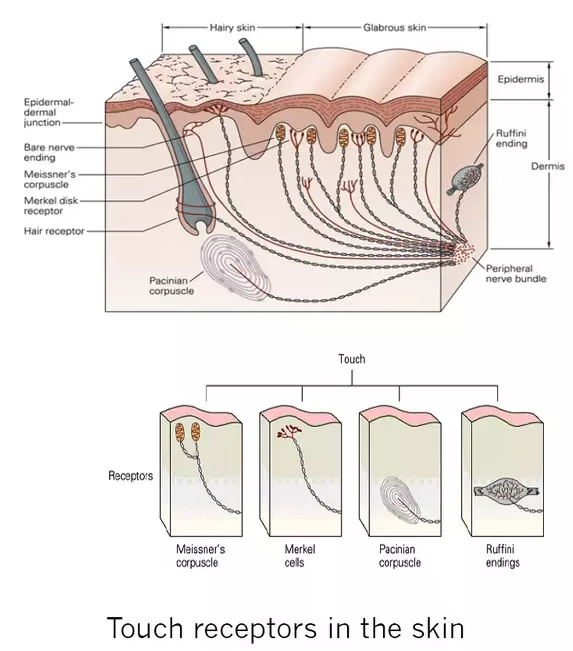 Hairy skin
Glabrous skin
Epidermis
Epidermal-
dermal
junction
Bare nerve
ending
Meissner's
corpuscle
Merkel disk
receptor
Hair receptor
Ruffini
ending
Dermis
Pacinian
corpuscle
Peripheral
nerve bundle
Touch
Receptors
Meissner's
corpuscle
Merkel
cells
Pacinian
corpuscle
Ruffini
endings
Touch receptors in the skin